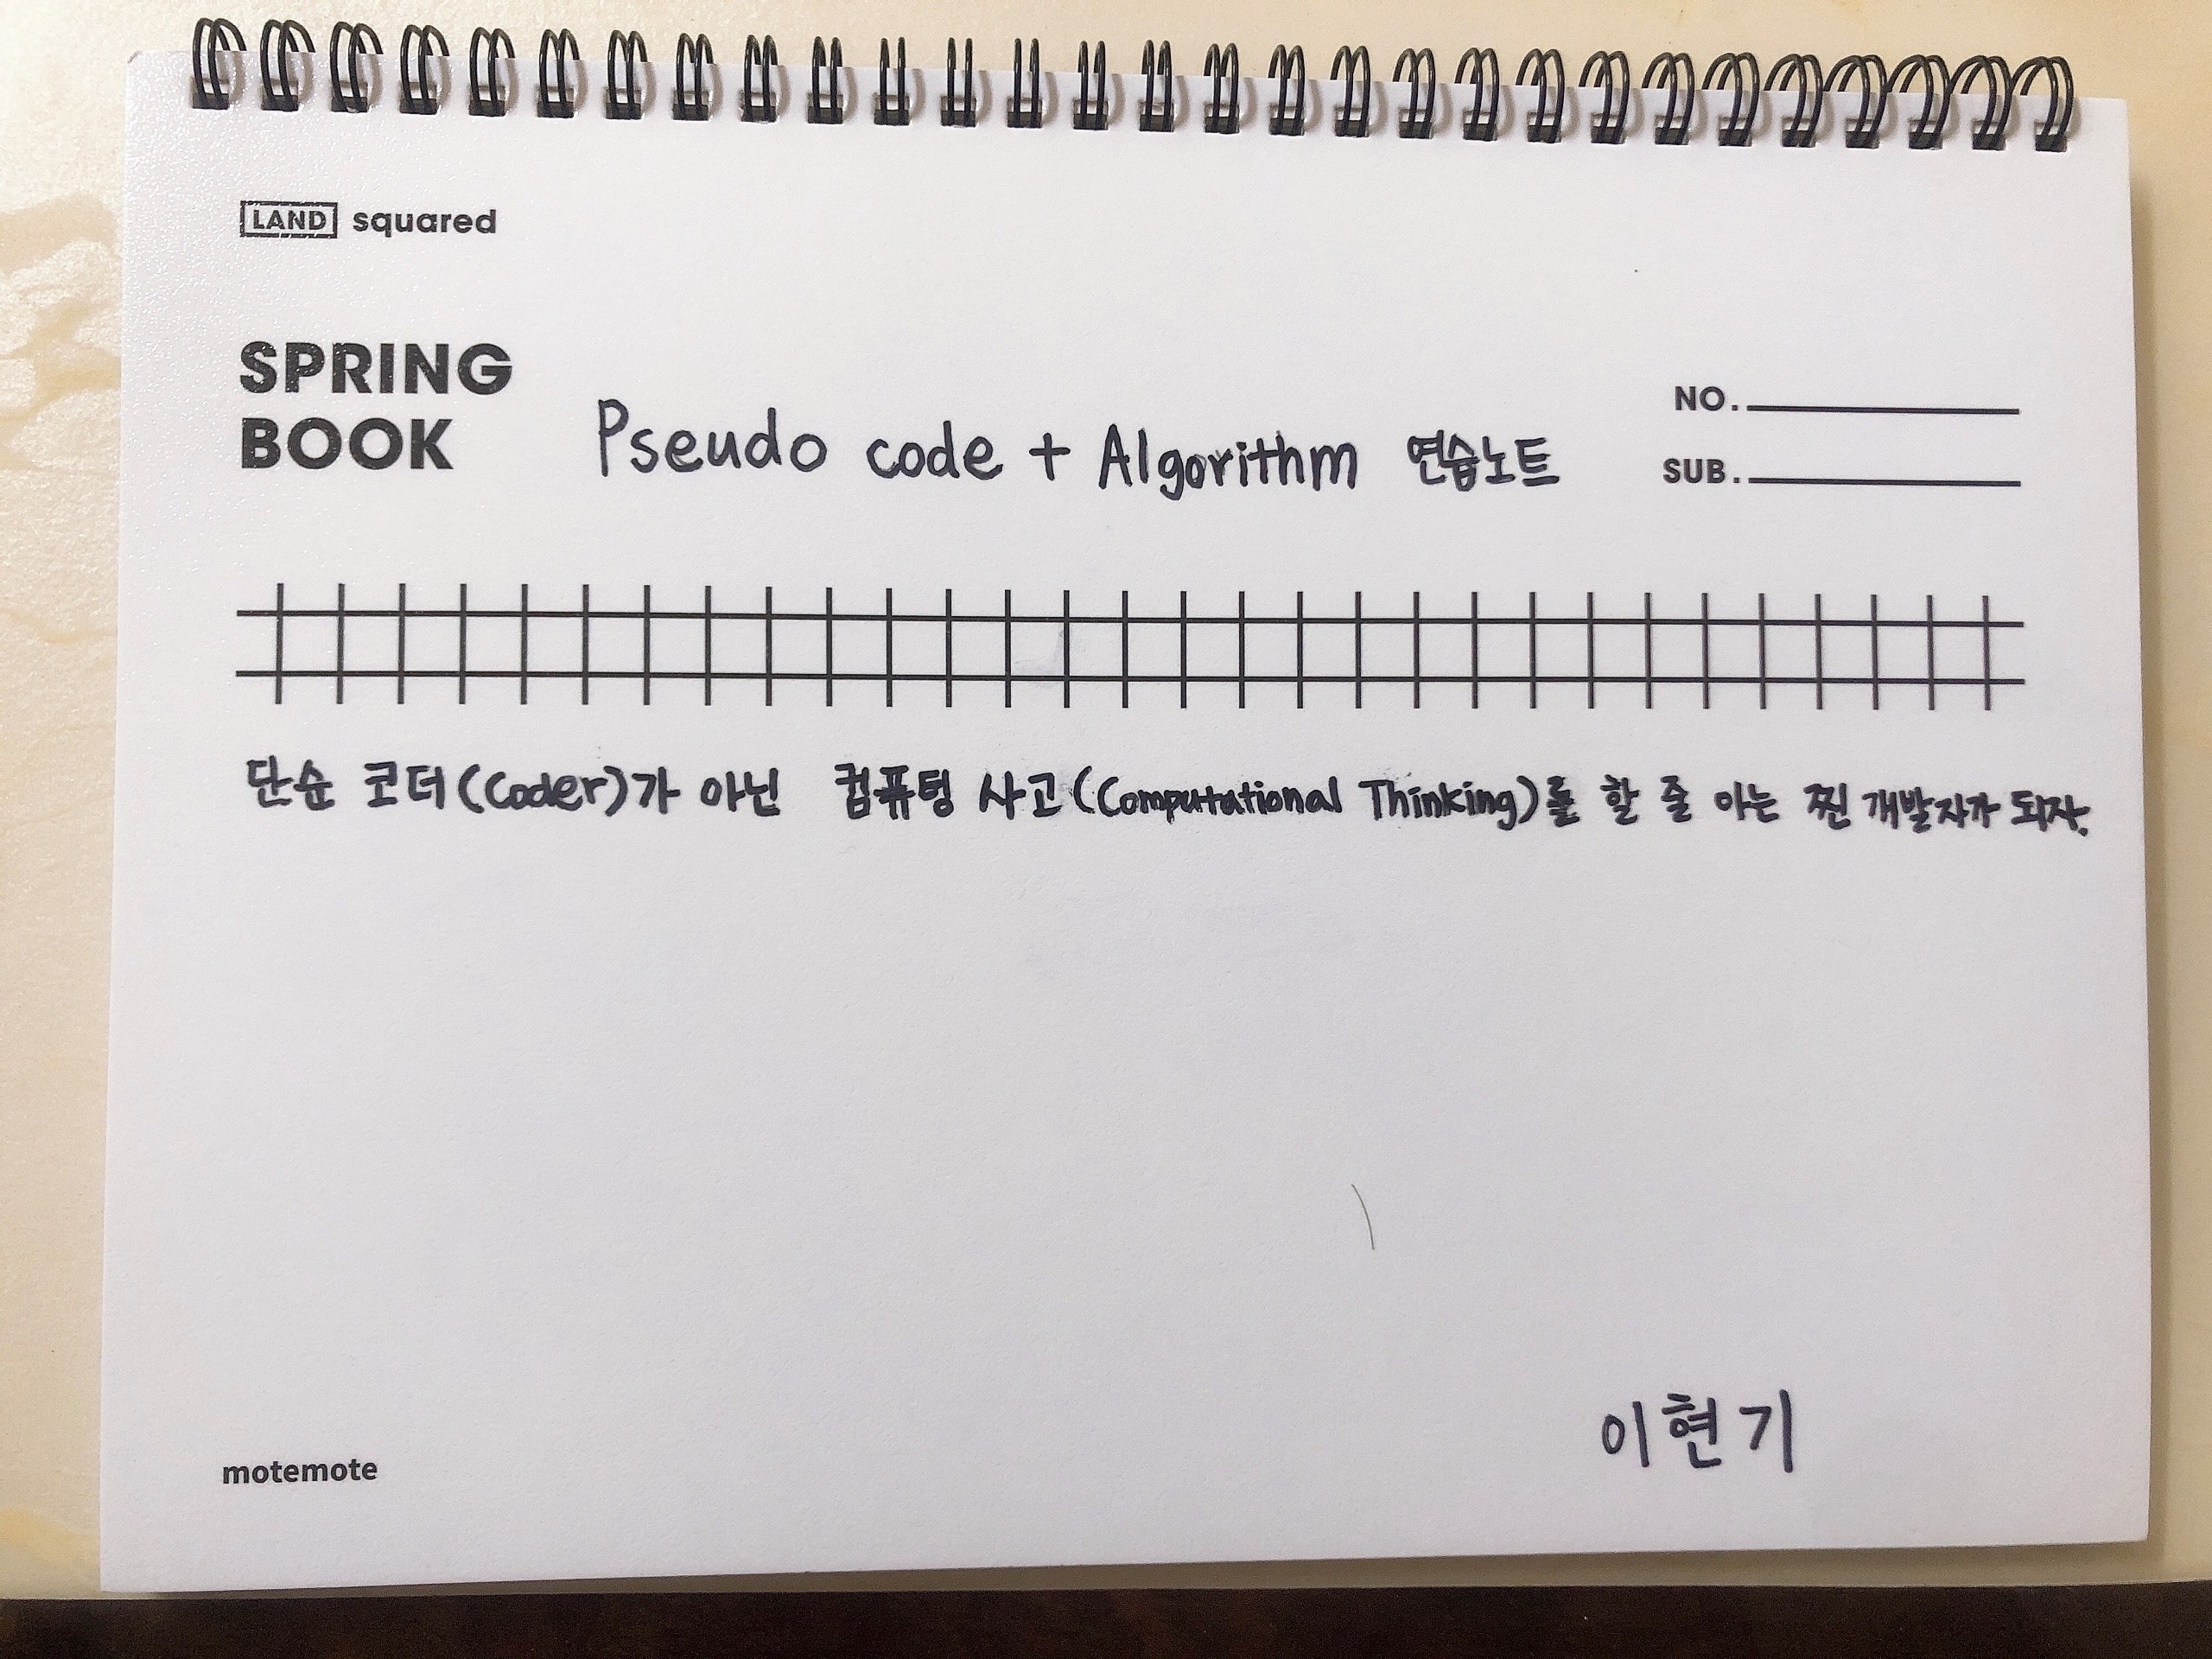 LAND squared
SPRING
BOOK
Pseudo code + Algorithm 연습노트
NO.
SUB.
단순 코더(Coder)가 아닌 컴퓨팅 사고(Computational Thinking)를 할 줄 아는 찐 개발자가 되자.
이현기
motemote